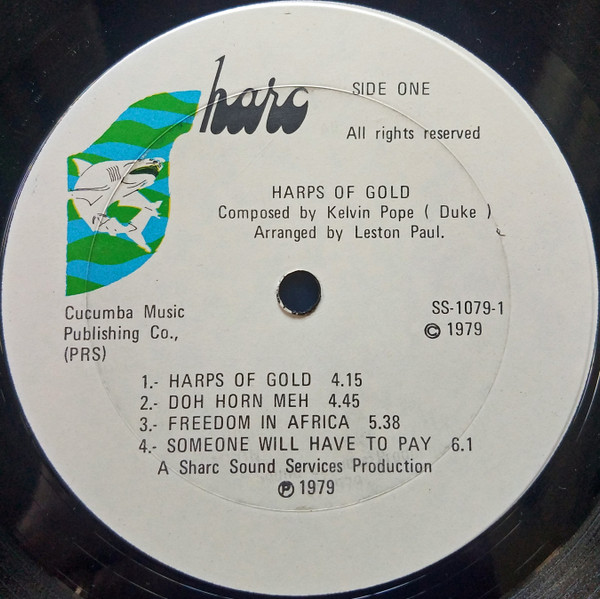 Sharc
SIDE ONE
All rights reserved
HARPS OF GOLD
Composed by Kelvin Pope ( Duke )
Arranged by Leston Paul.
Cucumba Music
Publishing Co.,
(PRS)
SS-1079-1
© 1979
1.- HARPS OF GOLD 4.15
2.- DOH HORN MEH 4.45
3.- FREEDOM IN AFRICA 5.38
4.- SOMEONE WILL HAVE TO PAY 6.1
A Sharc Sound Services Production
℗ 1979